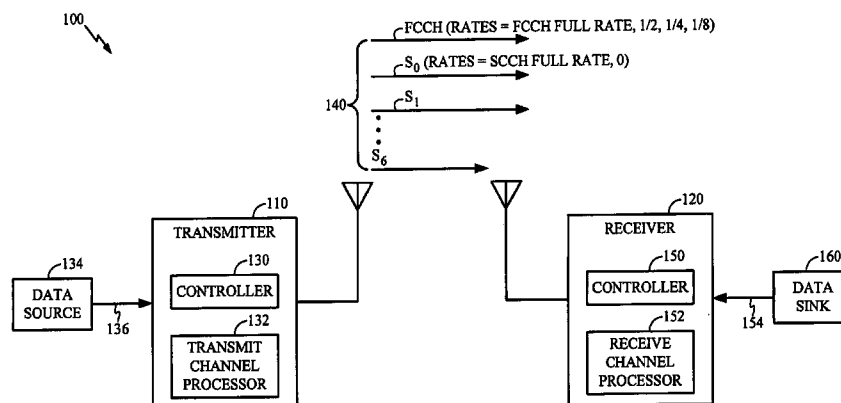 100
FCCH (RATES = FCCH FULL RATE, 1/2, 1/4, 1/8)
S0 (RATES = SCCH FULL RATE, 0)
140
S1
S6
110
TRANSMITTER
130
CONTROLLER
132
TRANSMIT
CHANNEL
PROCESSOR
134
DATA
SOURCE
136
120
RECEIVER
150
CONTROLLER
152
RECEIVE
CHANNEL
PROCESSOR
160
DATA
SINK
154